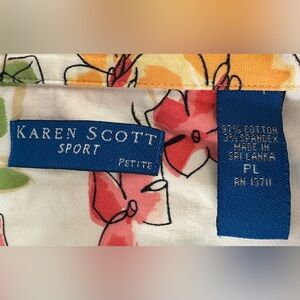 KAREN SCOTT
SPORT
PETITE
97% COTTON
3% SPANDEX
MADE IN
SRI LANKA
PL
RN 13711